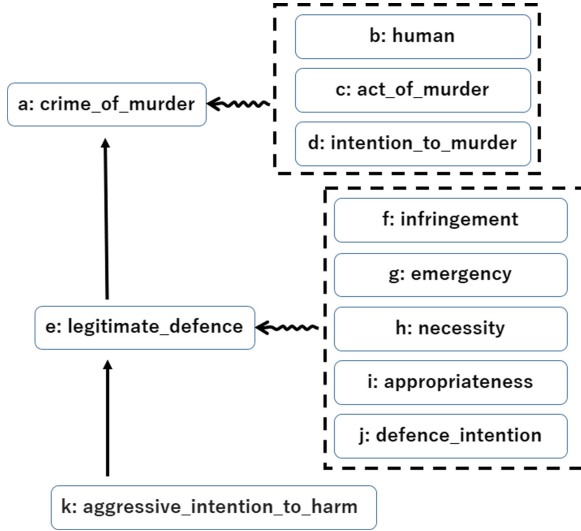 b: human
c: act_of_murder
a: crime_of_murder
d: intention_to_murder
f: infringement
g: emergency
e: legitimate_defence
h: necessity
i: appropriateness
j: defence_intention
k: aggressive_intention_to_harm